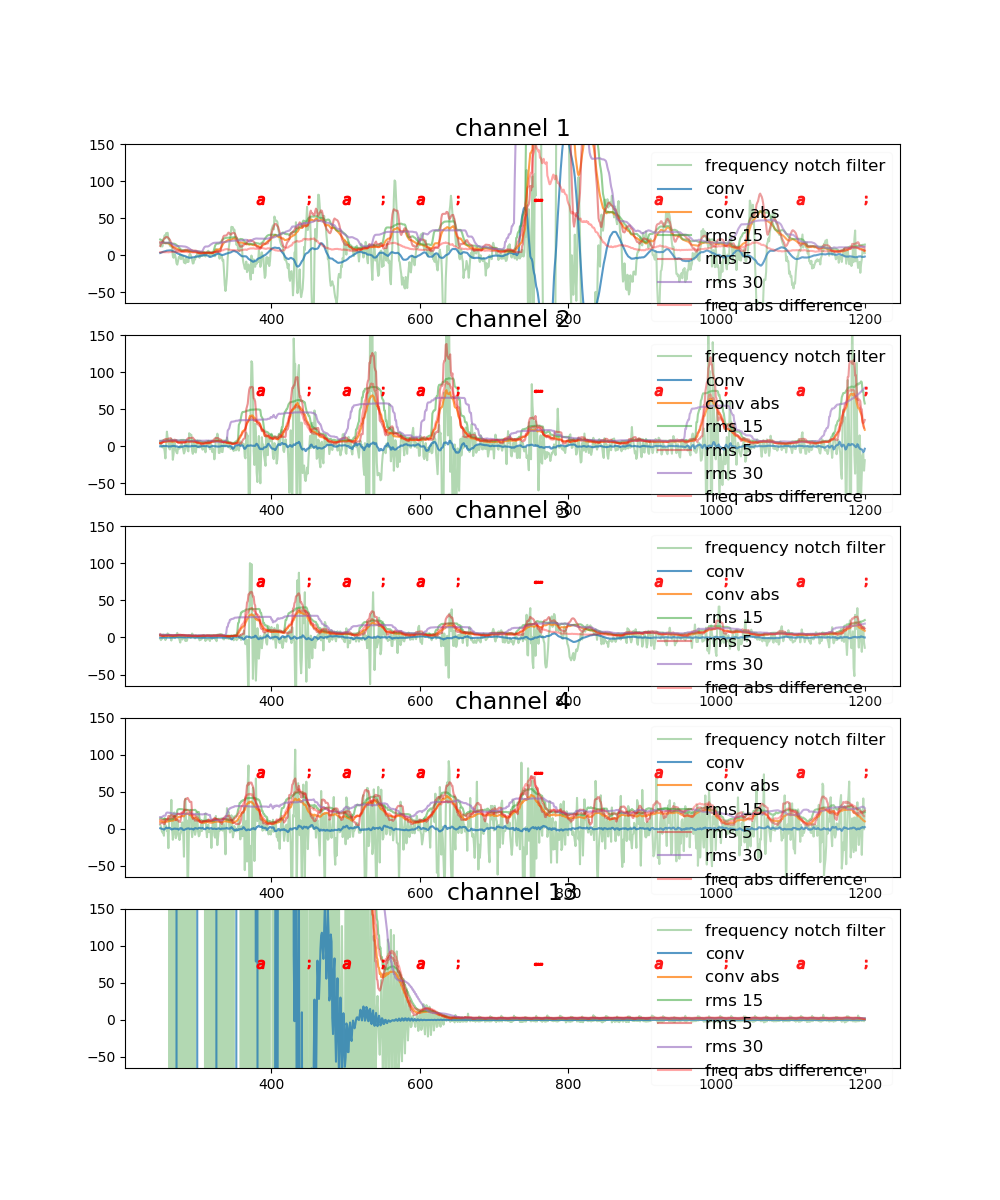 channel 1
150
100
50
0
−50
a ; a ; a ; – a ; a ;
frequency notch filter
conv
conv abs
rms 15
rms 5
rms 30
freq abs difference
400 600 800 1000 1200
channel 2
150
100
50
0
−50
a ; a ; a ; – a ; a ;
frequency notch filter
conv
conv abs
rms 15
rms 5
rms 30
freq abs difference
400 600 800 1000 1200
channel 3
150
100
50
0
−50
a ; a ; a ; – a ; a ;
frequency notch filter
conv
conv abs
rms 15
rms 5
rms 30
freq abs difference
400 600 800 1000 1200
channel 4
150
100
50
0
−50
a ; a ; a ; – a ; a ;
frequency notch filter
conv
conv abs
rms 15
rms 5
rms 30
freq abs difference
400 600 800 1000 1200
channel 13
150
100
50
0
−50
a ; a ; a ; – a ; a ;
frequency notch filter
conv
conv abs
rms 15
rms 5
rms 30
freq abs difference
400 600 800 1000 1200